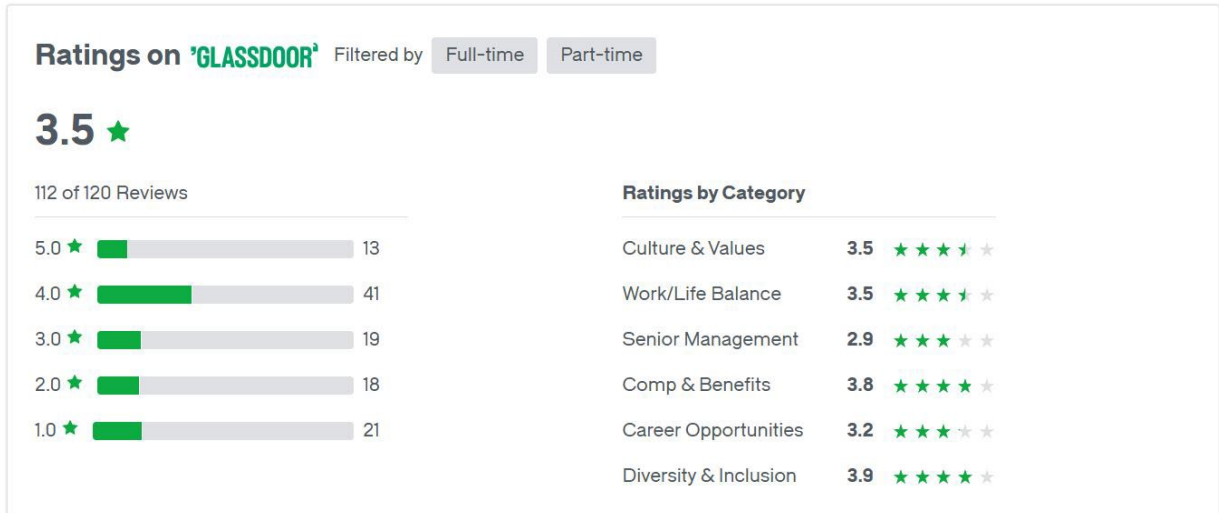 Ratings on GLASSDOOR Filtered by Full-time Part-time
3.5
112 of 120 Reviews
5.0 13
4.0 41
3.0 19
2.0 18
1.0 21
Ratings by Category
Culture & Values 3.5
Work/Life Balance 3.5
Senior Management 2.9
Comp & Benefits 3.8
Career Opportunities 3.2
Diversity & Inclusion 3.9